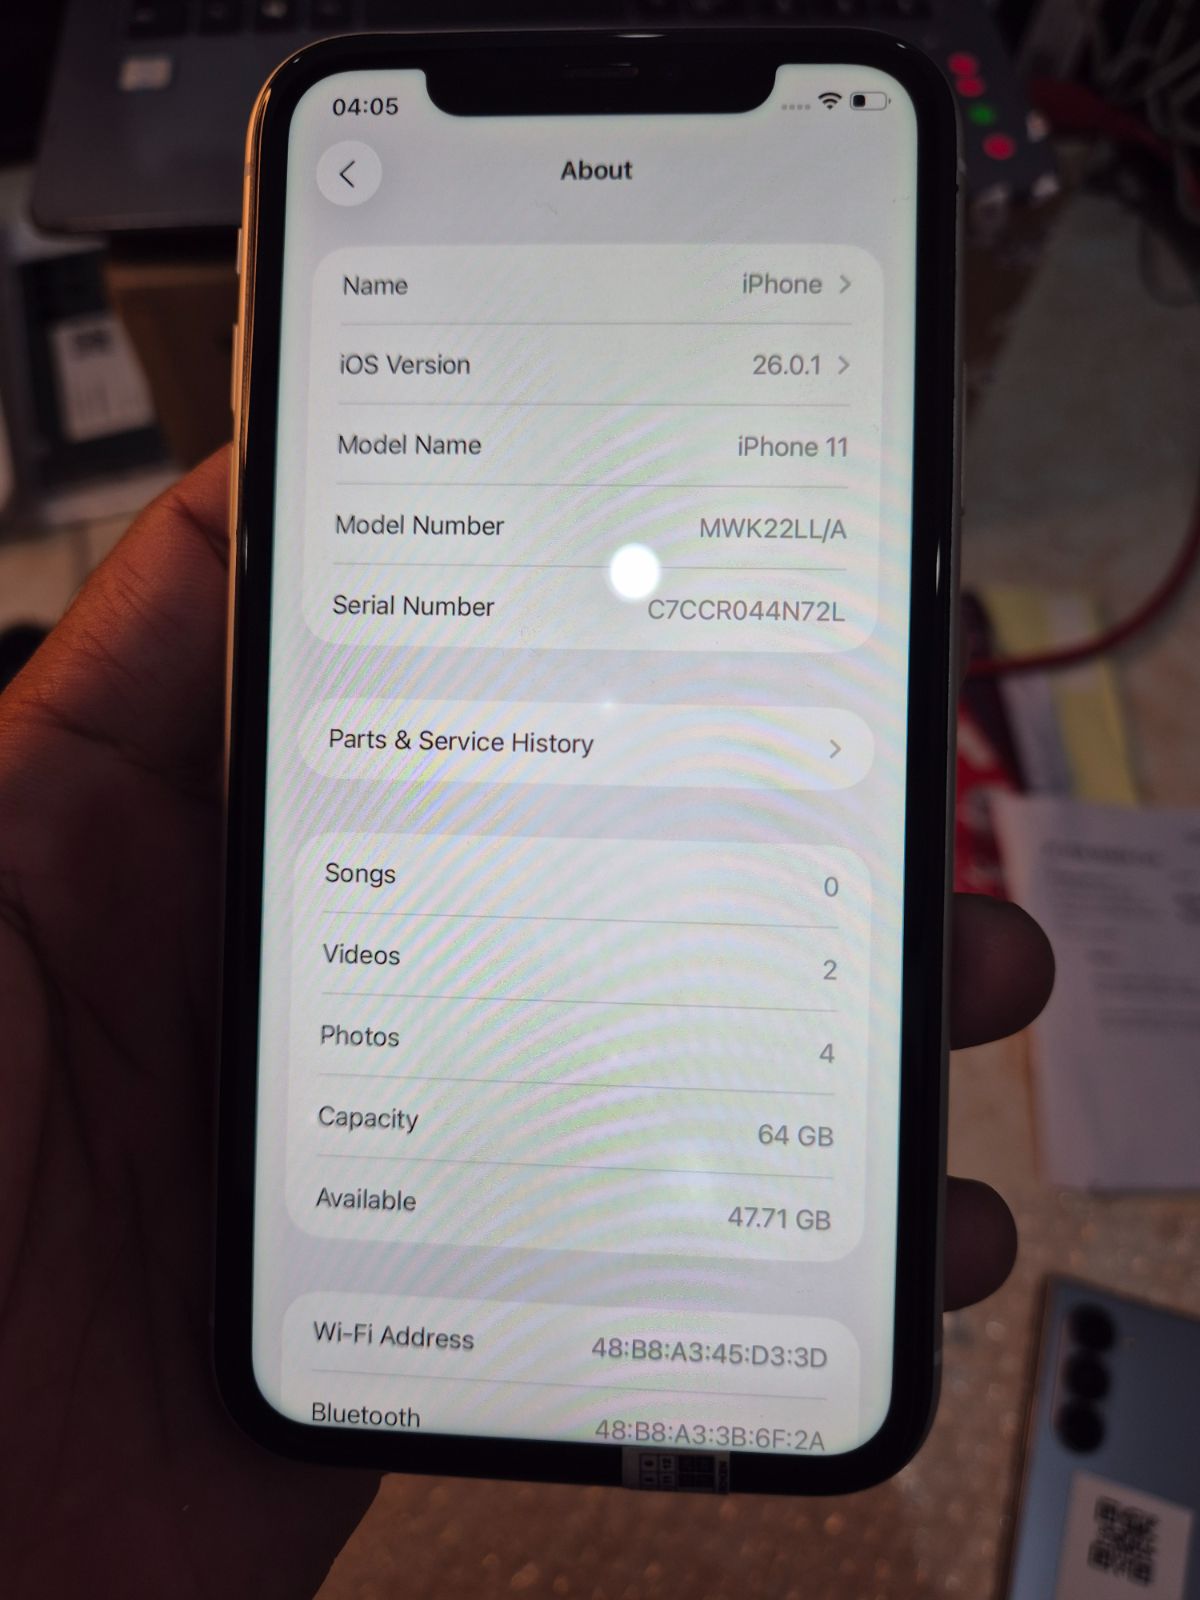 04:05
About
Name iPhone
iOS Version 26.0.1
Model Name iPhone 11
Model Number MWK22LL/A
Serial Number C7CCR044N72L
Parts & Service History
Songs 0
Videos 2
Photos 4
Capacity 64 GB
Available 47.71 GB
Wi-Fi Address 48:B8:A3:45:D3:3D
Bluetooth 48:B8:A3:3B:6F:2A